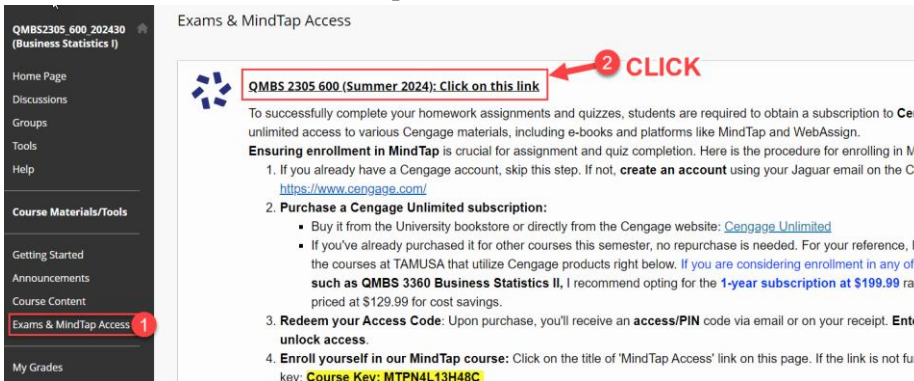 QMBS2305_600_202430
(Business Statistics I)
Home Page
Discussions
Groups
Tools
Help
Course Materials/Tools
Getting Started
Announcements
Course Content
Exams & MindTap Access
1
My Grades
Exams & MindTap Access
2 CLICK
QMBS 2305 600 (Summer 2024): Click on this link
To successfully complete your homework assignments and quizzes, students are required to obtain a subscription to Ce
unlimited access to various Cengage materials, including e-books and platforms like MindTap and WebAssign.
Ensuring enrollment in MindTap is crucial for assignment and quiz completion. Here is the procedure for enrolling in M
1. If you already have a Cengage account, skip this step. If not, create an account using your Jaguar email on the C
https://www.cengage.com/
2. Purchase a Cengage Unlimited subscription:
▪ Buy it from the University bookstore or directly from the Cengage website: Cengage Unlimited
▪ If you've already purchased it for other courses this semester, no repurchase is needed. For your reference,
the courses at TAMUSA that utilize Cengage products right below. If you are considering enrollment in any of
such as QMBS 3360 Business Statistics II, I recommend opting for the 1-year subscription at $199.99 ra
priced at $129.99 for cost savings.
3. Redeem your Access Code: Upon purchase, you'll receive an access/PIN code via email or on your receipt. Ent
unlock access.
4. Enroll yourself in our MindTap course: Click on the title of 'MindTap Access' link on this page. If the link is not fu
key: Course Key: MTPN4L13H48C